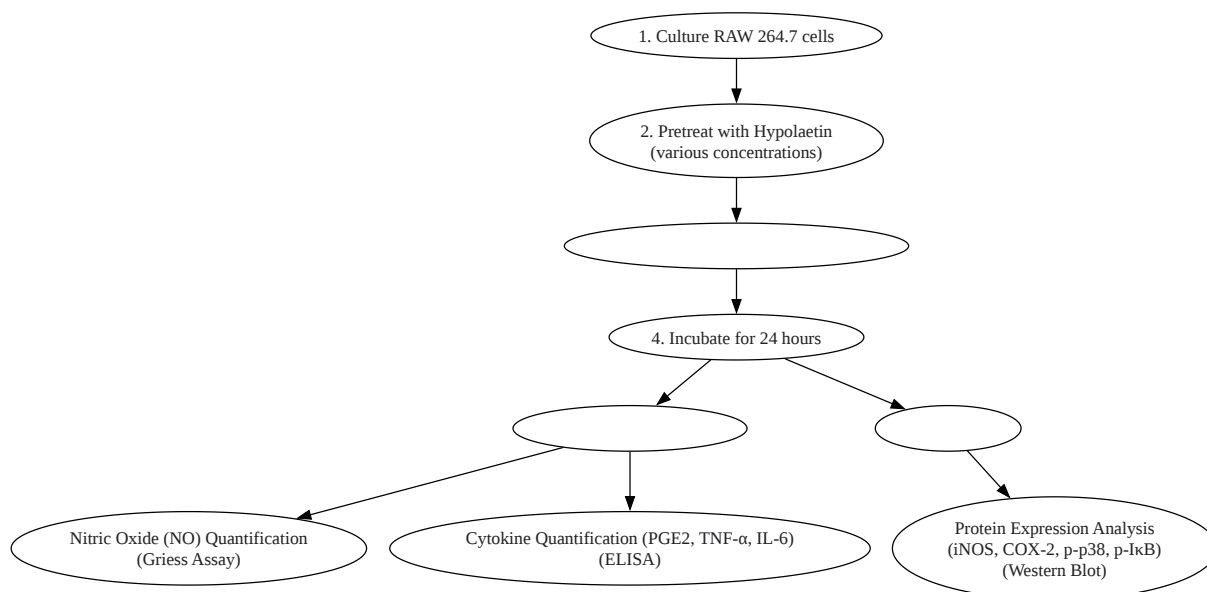 1. Culture RAW 264.7 cells
2. Pretreat with Hypolaetin
(various concentrations)
4. Incubate for 24 hours
Nitric Oxide (NO) Quantification
(Griess Assay)
Cytokine Quantification (PGE2, TNF-α, IL-6)
(ELISA)
Protein Expression Analysis
(iNOS, COX-2, p-p38, p-IκB)
(Western Blot)